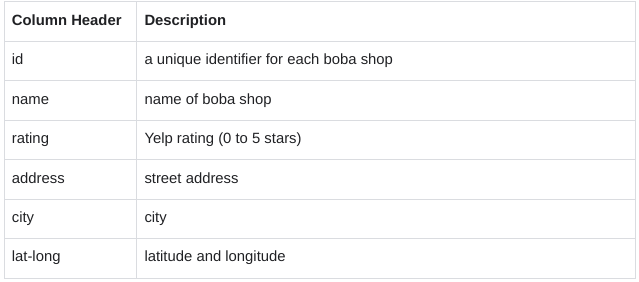 Column Header Description
id a unique identifier for each boba shop
name name of boba shop
rating Yelp rating (0 to 5 stars)
address street address
city city
lat-long latitude and longitude